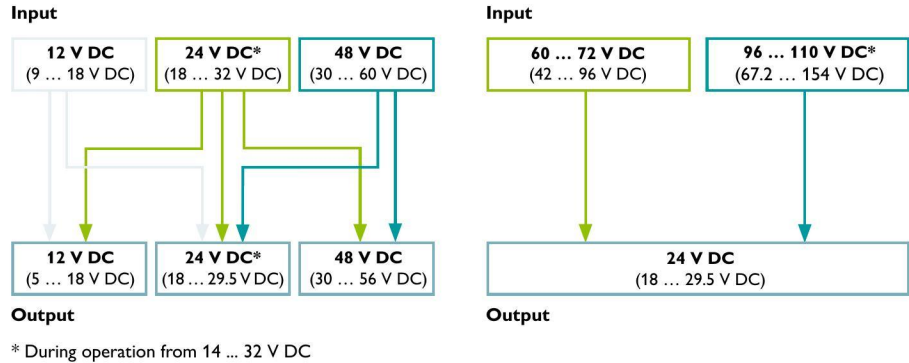 Input
12 V DC
(9 ... 18 V DC)
24 V DC*
(18 ... 32 V DC)
48 V DC
(30 ... 60 V DC)
12 V DC
(5 ... 18 V DC)
24 V DC*
(18 ... 29.5 V DC)
48 V DC
(30 ... 56 V DC)
Output
* During operation from 14 ... 32 V DC
Input
60 ... 72 V DC
(42 ... 96 V DC)
96 ... 110 V DC*
(67.2 ... 154 V DC)
24 V DC
(18 ... 29.5 V DC)
Output